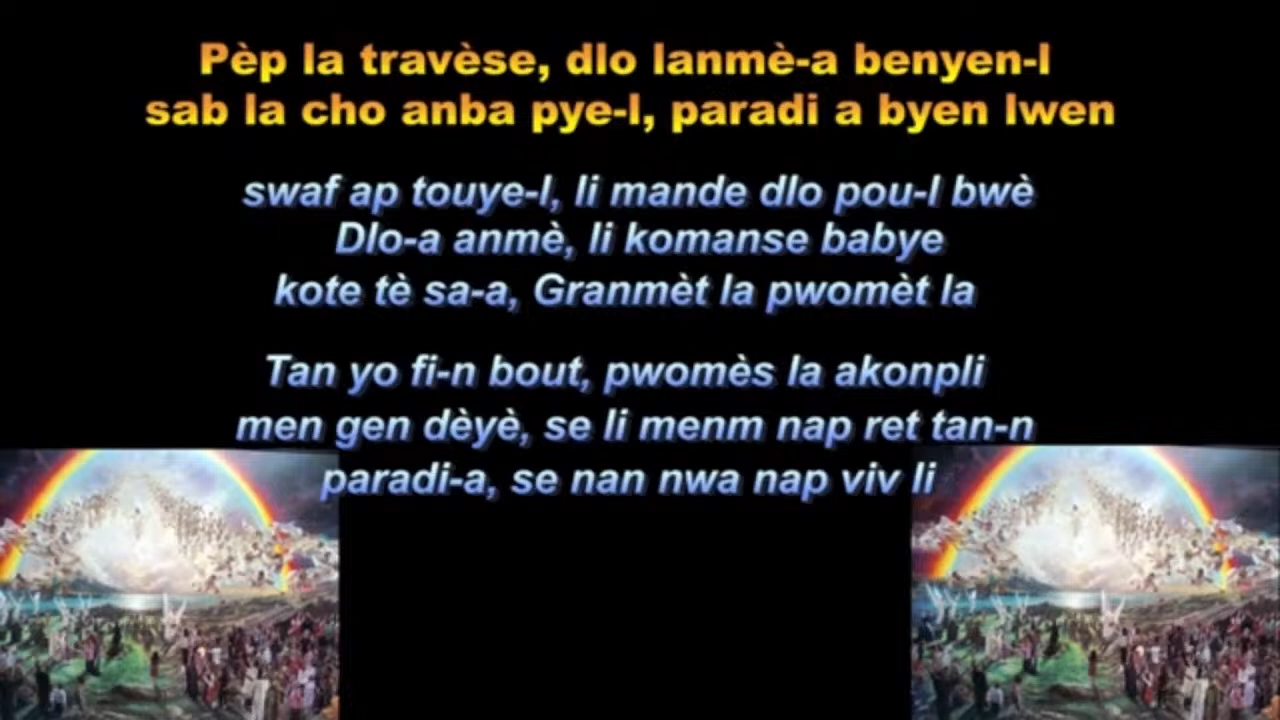 Pèp la travèse, dlo lanmè-a benyen-l
sab la cho anba pye-l, paradi a byen lwen
swaf ap touye-l, li mande dlo pou-l bwè
Dlo-a anmè, li komanse babye
kote tè sa-a, Granmèt la pwomèt la
Tan yo fi-n bout, pwomès la akonpli
men gen dèyè, se li menm nap ret tan-n
paradi-a, se nan nwa nap viv li